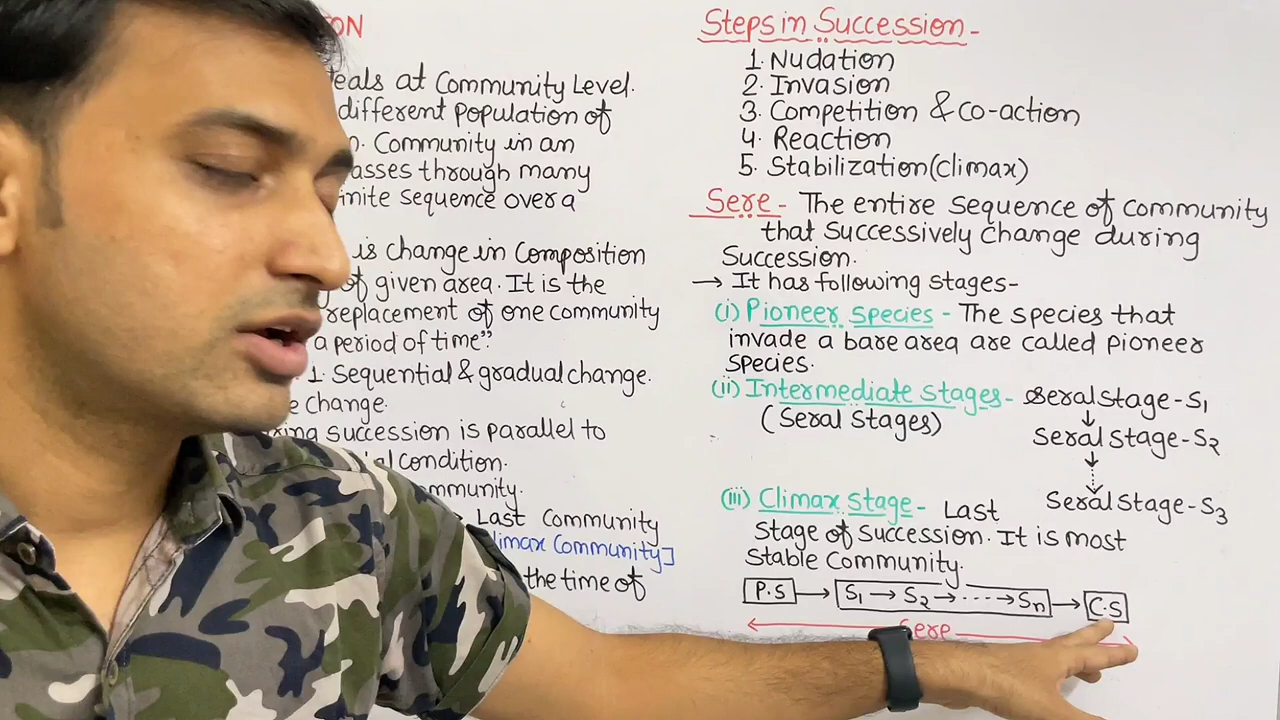 ON
eals at Community Level.
different Population of
n. Community in an
asses through many
inite Sequence over a
is change in Composition
of given area. It is the
replacement of one community
a period of time”
1. Sequential & gradual change.
e change.
ring succession is parallel to
al condition.
mmunity.
Last Community
limax Community]
the time of
Steps in Succession -
1. Nudation
2. Invasion
3. Competition & Co-action
4. Reaction
5. Stabilization (Climax)
Sere - The entire sequence of community
that successively change during
Succession.
→ It has following stages -
(i) Pioneer Species - The species that
invade a bare area are called pioneer
species.
(ii) Intermediate stages - Seral stage - S1
(Seral Stages)
Seral stage - S2
Seral stage - S3
(iii) Climax Stage - Last
Stage of succession. It is most
Stable Community.
P.S → S1 → S2 → ----→ Sn → C.S
Sere